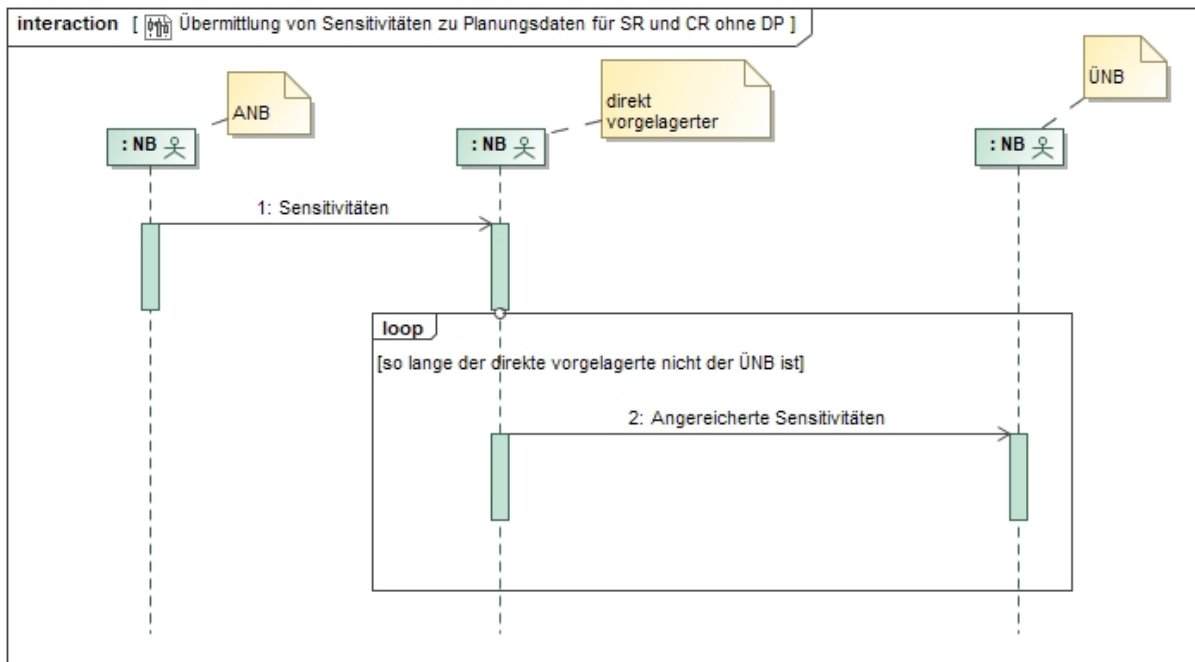 interaction [ Übermittlung von Sensitivitäten zu Planungsdaten für SR und CR ohne DP ]
ANB
direkt
vorgelagerter
ÜNB
: NB
: NB
: NB
1: Sensitivitäten
loop
[so lange der direkte vorgelagerte nicht der ÜNB ist]
2: Angereicherte Sensitivitäten